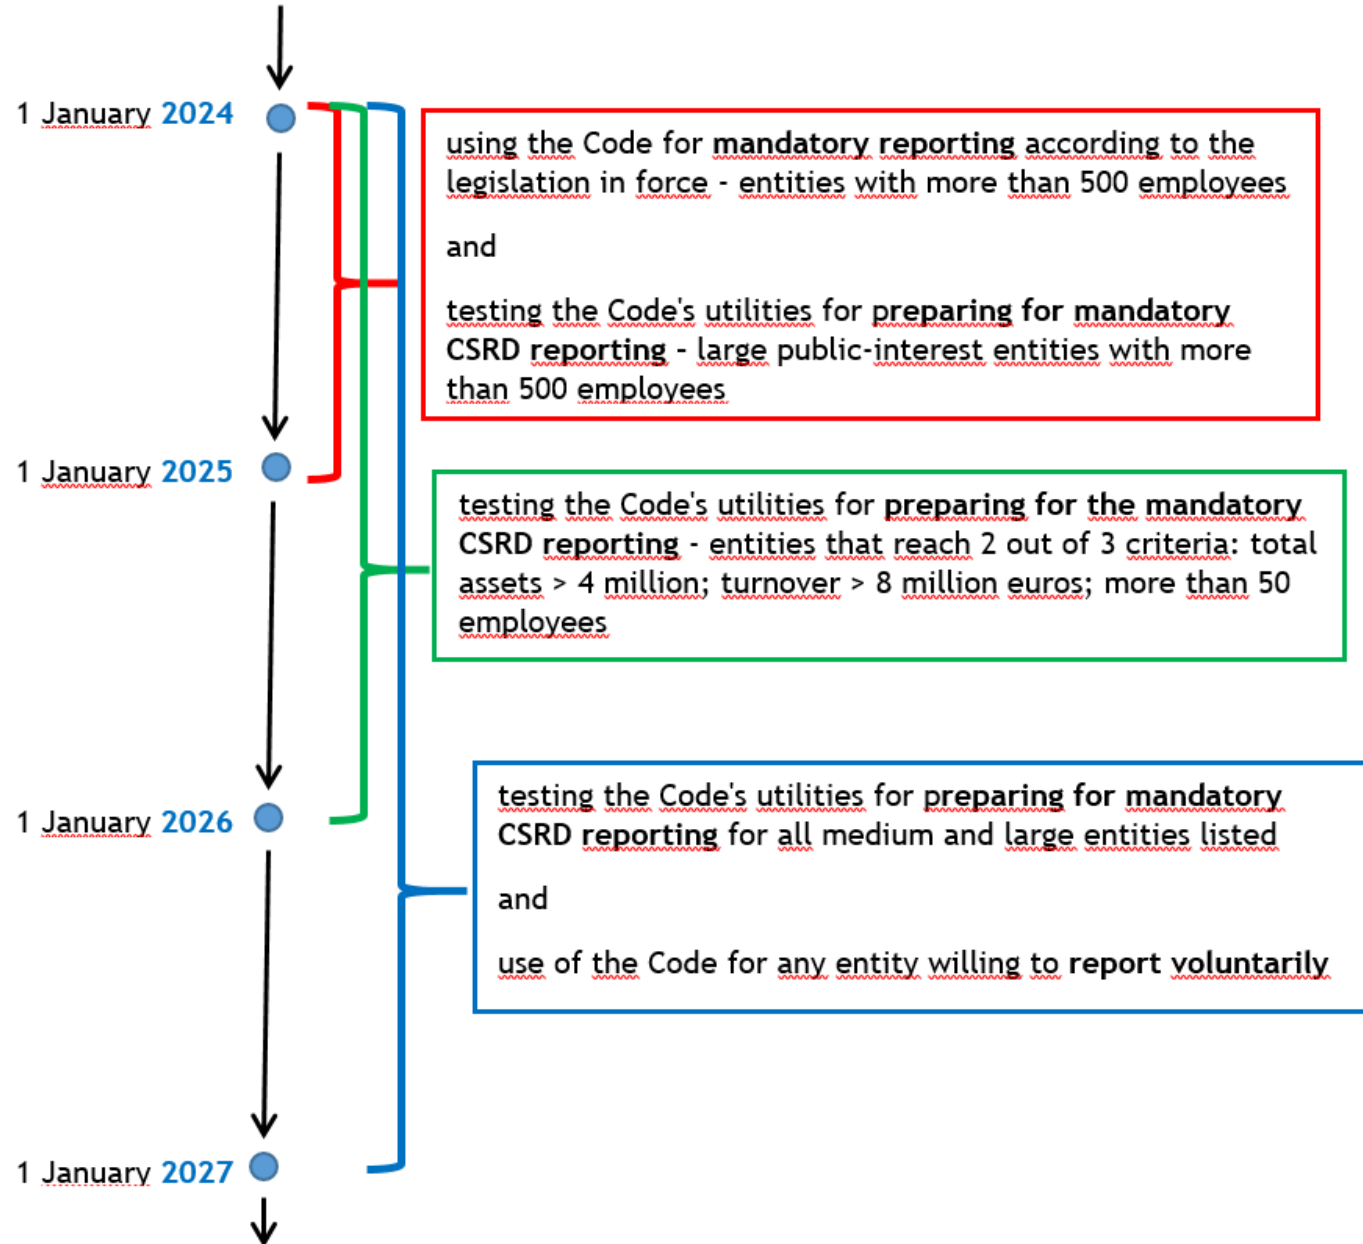 1 January 2024
using the Code for mandatory reporting according to the
legislation in force - entities with more than 500 employees
and
testing the Code's utilities for preparing for mandatory
CSRD reporting - large public-interest entities with more
than 500 employees
1 January 2025
testing the Code's utilities for preparing for the mandatory
CSRD reporting - entities that reach 2 out of 3 criteria: total
assets > 4 million; turnover > 8 million euros; more than 50
employees
1 January 2026
testing the Code's utilities for preparing for mandatory
CSRD reporting for all medium and large entities listed
and
use of the Code for any entity willing to report voluntarily
1 January 2027